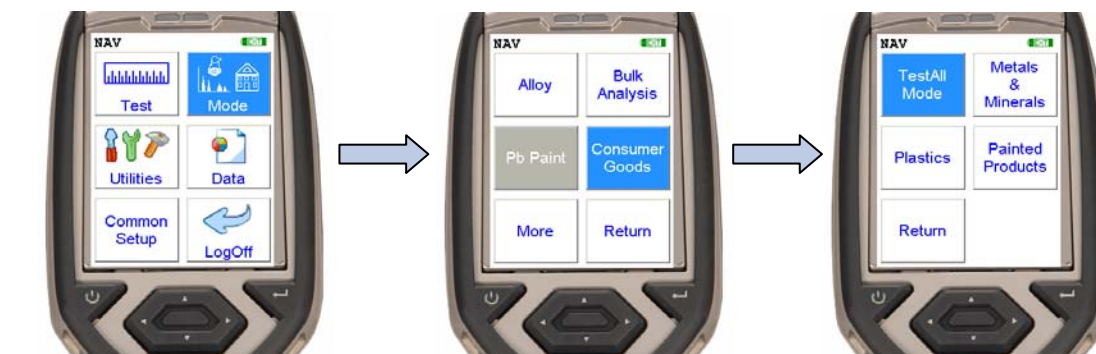 NAV
Test
Mode
Utilities
Data
Common
Setup
LogOff
NAV
Alloy
Bulk
Analysis
Pb Paint
Consumer
Goods
More
Return
NAV
TestAll
Mode
Metals
&
Minerals
Plastics
Painted
Products
Return